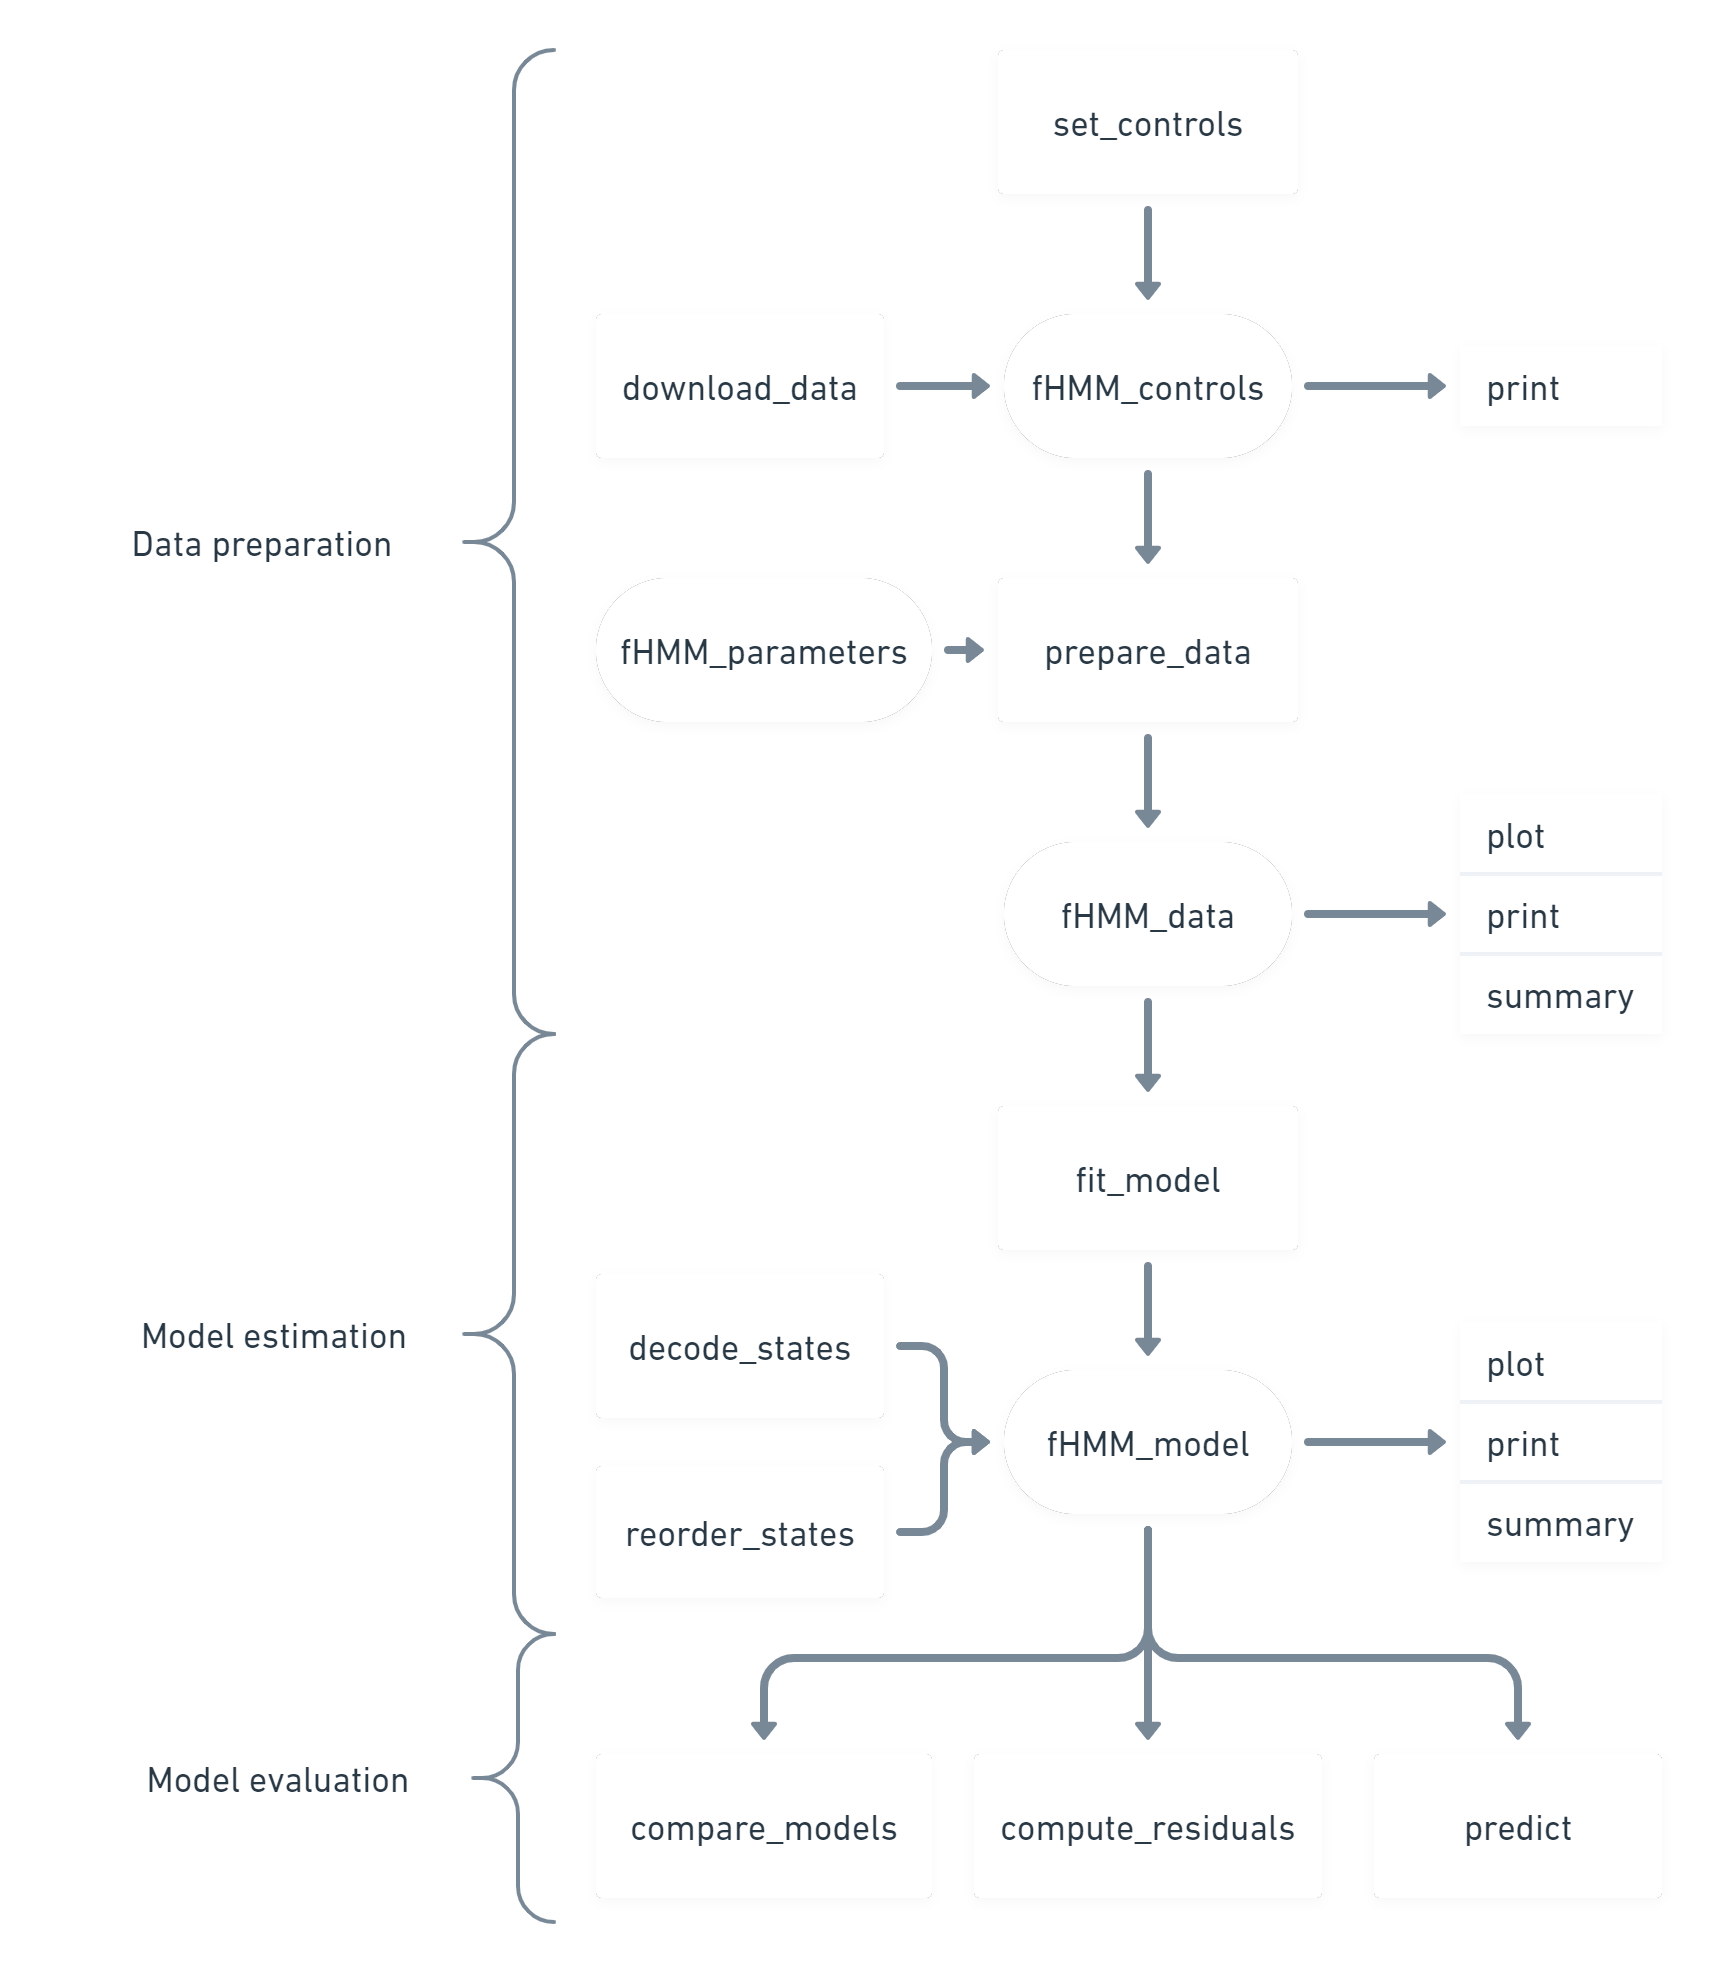 set_controls
download_data
fHMM_controls
print
Data preparation
fHMM_parameters
prepare_data
plot
fHMM_data
print
summary
fit_model
Model estimation
decode_states
plot
fHMM_model
print
reorder_states
summary
Model evaluation
compare_models
compute_residuals
predict